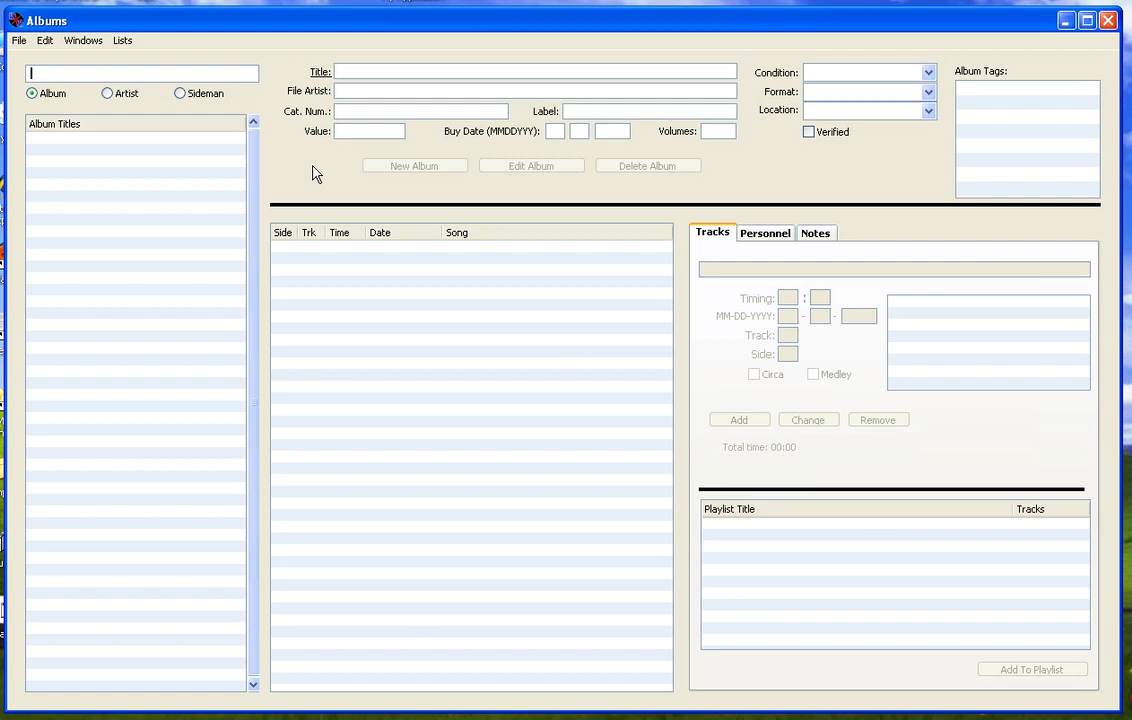 Albums
File Edit Windows Lists
Album Artist Sideman
Album Titles
Title:
File Artist:
Cat. Num.: Label:
Value: Buy Date (MMDDYYY): Volumes:
Condition:
Format:
Location:
Verified
Album Tags:
New Album Edit Album Delete Album
Side Trk Time Date Song
Tracks Personnel Notes
Timing: :
MM-DD-YYYY: - -
Track:
Side:
Circa Medley
Add Change Remove
Total time: 00:00
Playlist Title Tracks
Add To Playlist